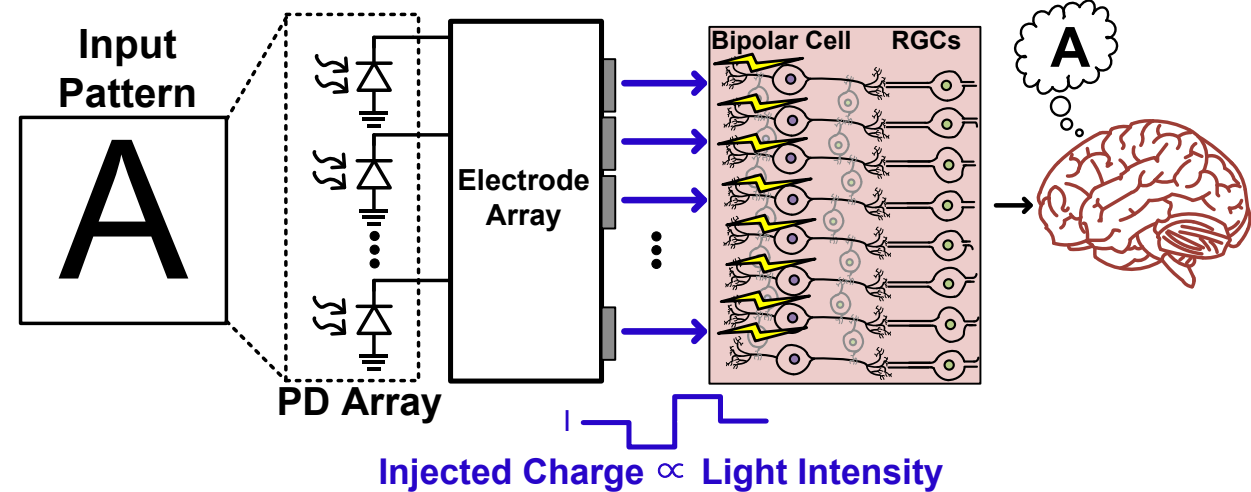 Input
Pattern
A
PD Array
Electrode
Array
Bipolar Cell
RGCs
A
I
Injected Charge ∝ Light Intensity